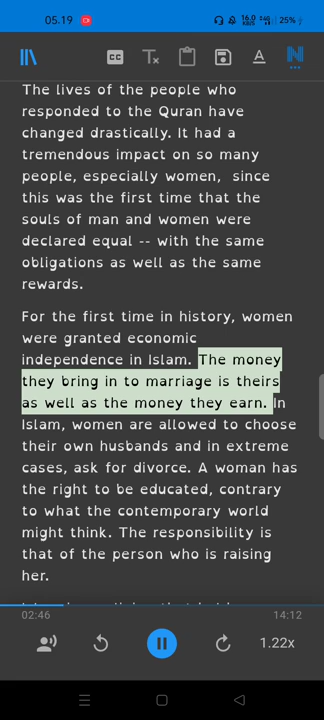 05.19
16.0
KB/S
25%
CC
The lives of the people who
responded to the Quran have
changed drastically. It had a
tremendous impact on so many
people, especially women, since
this was the first time that the
souls of man and women were
declared equal -- with the same
obligations as well as the same
rewards.
For the first time in history, women
were granted economic
independence in Islam. The money
they bring in to marriage is theirs
as well as the money they earn. In
Islam, women are allowed to choose
their own husbands and in extreme
cases, ask for divorce. A woman has
the right to be educated, contrary
to what the contemporary world
might think. The responsibility is
that of the person who is raising
her.
02:46
14:12
1.22x